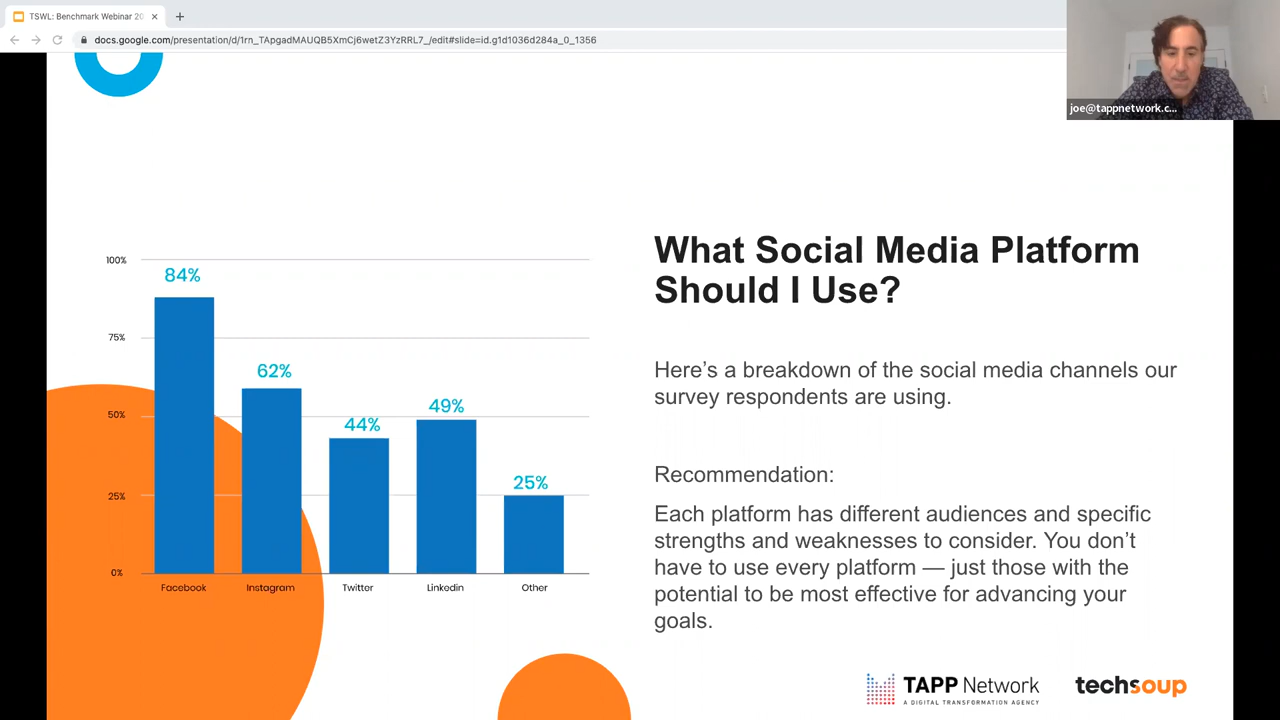 TSWL: Benchmark Webinar 20
docs.google.com/presentation/d/1rn_TApgadMAUQB5XmCj6wetZ3YzRRL7_/edit#slide=id.g1d1036d284a_0_1356
joe@tappnetwork.c...
What Social Media Platform
Should I Use?
Here's a breakdown of the social media channels our
survey respondents are using.
Recommendation:
Each platform has different audiences and specific
strengths and weaknesses to consider. You don't
have to use every platform — just those with the
potential to be most effective for advancing your
goals.
100%
84%
75%
62%
50%
44%
49%
25%
25%
0%
Facebook Instagram Twitter Linkedin Other
TAPP Network
A DIGITAL TRANSFORMATION AGENCY
techsoup